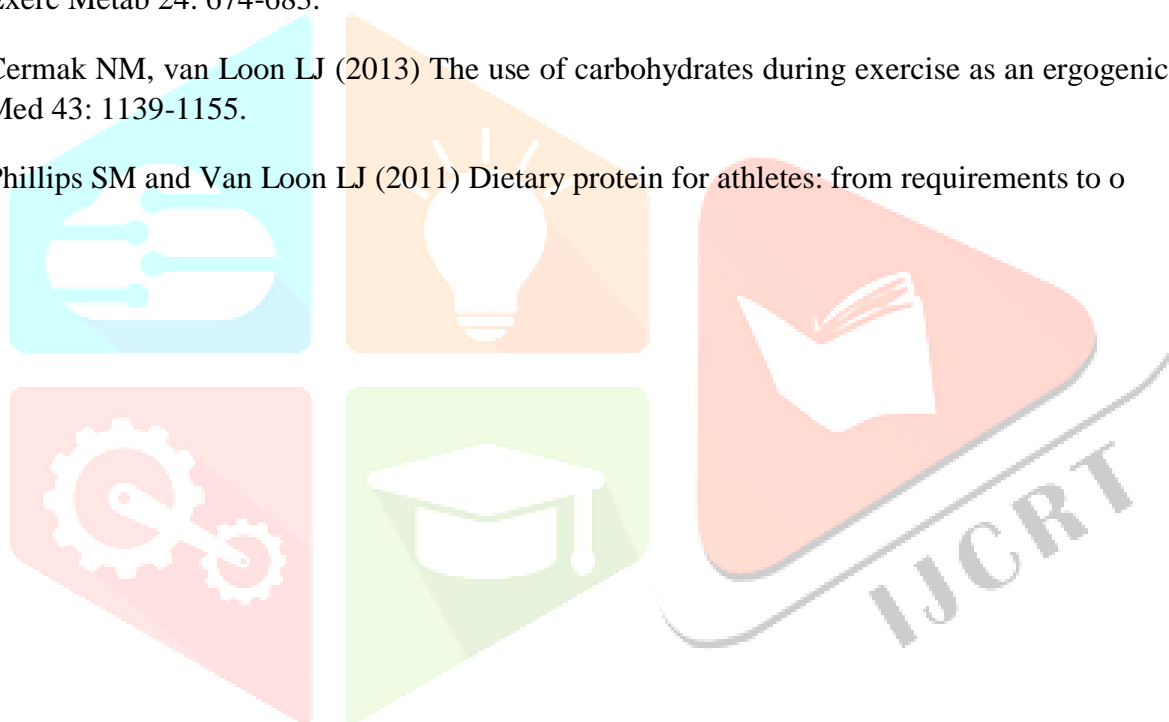 Exerc Metab 24: 674-685.
Cermak NM, van Loon LJ (2013) The use of carbohydrates during exercise as an ergogenic
Med 43: 1139-1155.
Phillips SM and Van Loon LJ (2011) Dietary protein for athletes: from requirements to o
IJCRT